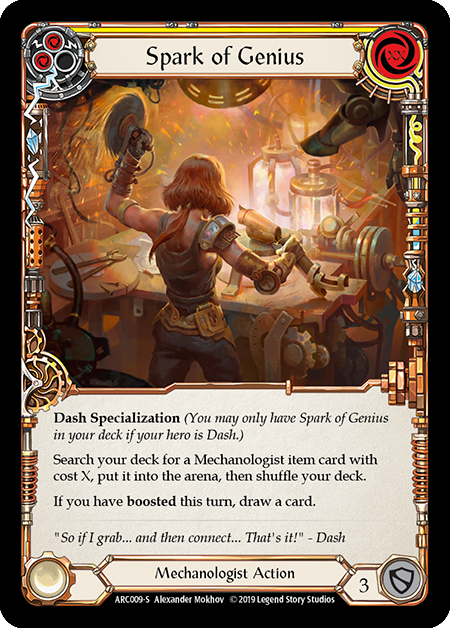 Spark of Genius
XX
Dash Specialization (You may only have Spark of Genius
in your deck if your hero is Dash.)
Search your deck for a Mechanologist item card with
cost X, put it into the arena, then shuffle your deck.
If you have boosted this turn, draw a card.
"So if I grab... and then connect... That's it!" - Dash
Mechanologist Action
3
ARC009-S Alexander Mokhov © 2019 Legend Story Studios